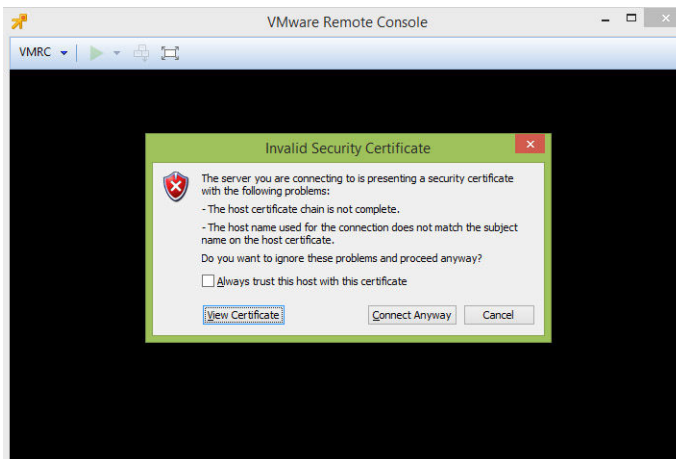 VMware Remote Console
VMRC
Invalid Security Certificate
The server you are connecting to is presenting a security certificate
with the following problems:
- The host certificate chain is not complete.
- The host name used for the connection does not match the subject
name on the host certificate.
Do you want to ignore these problems and proceed anyway?
Always trust this host with this certificate
View Certificate Connect Anyway Cancel